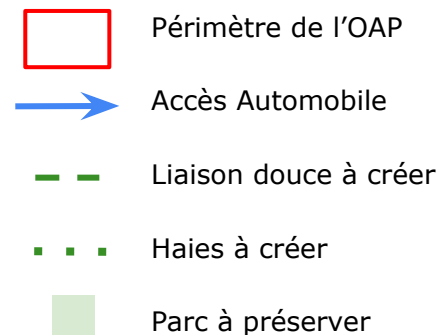 Périmètre de l’OAP
Accès Automobile
Liaison douce à créer
Haies à créer
Parc à préserver